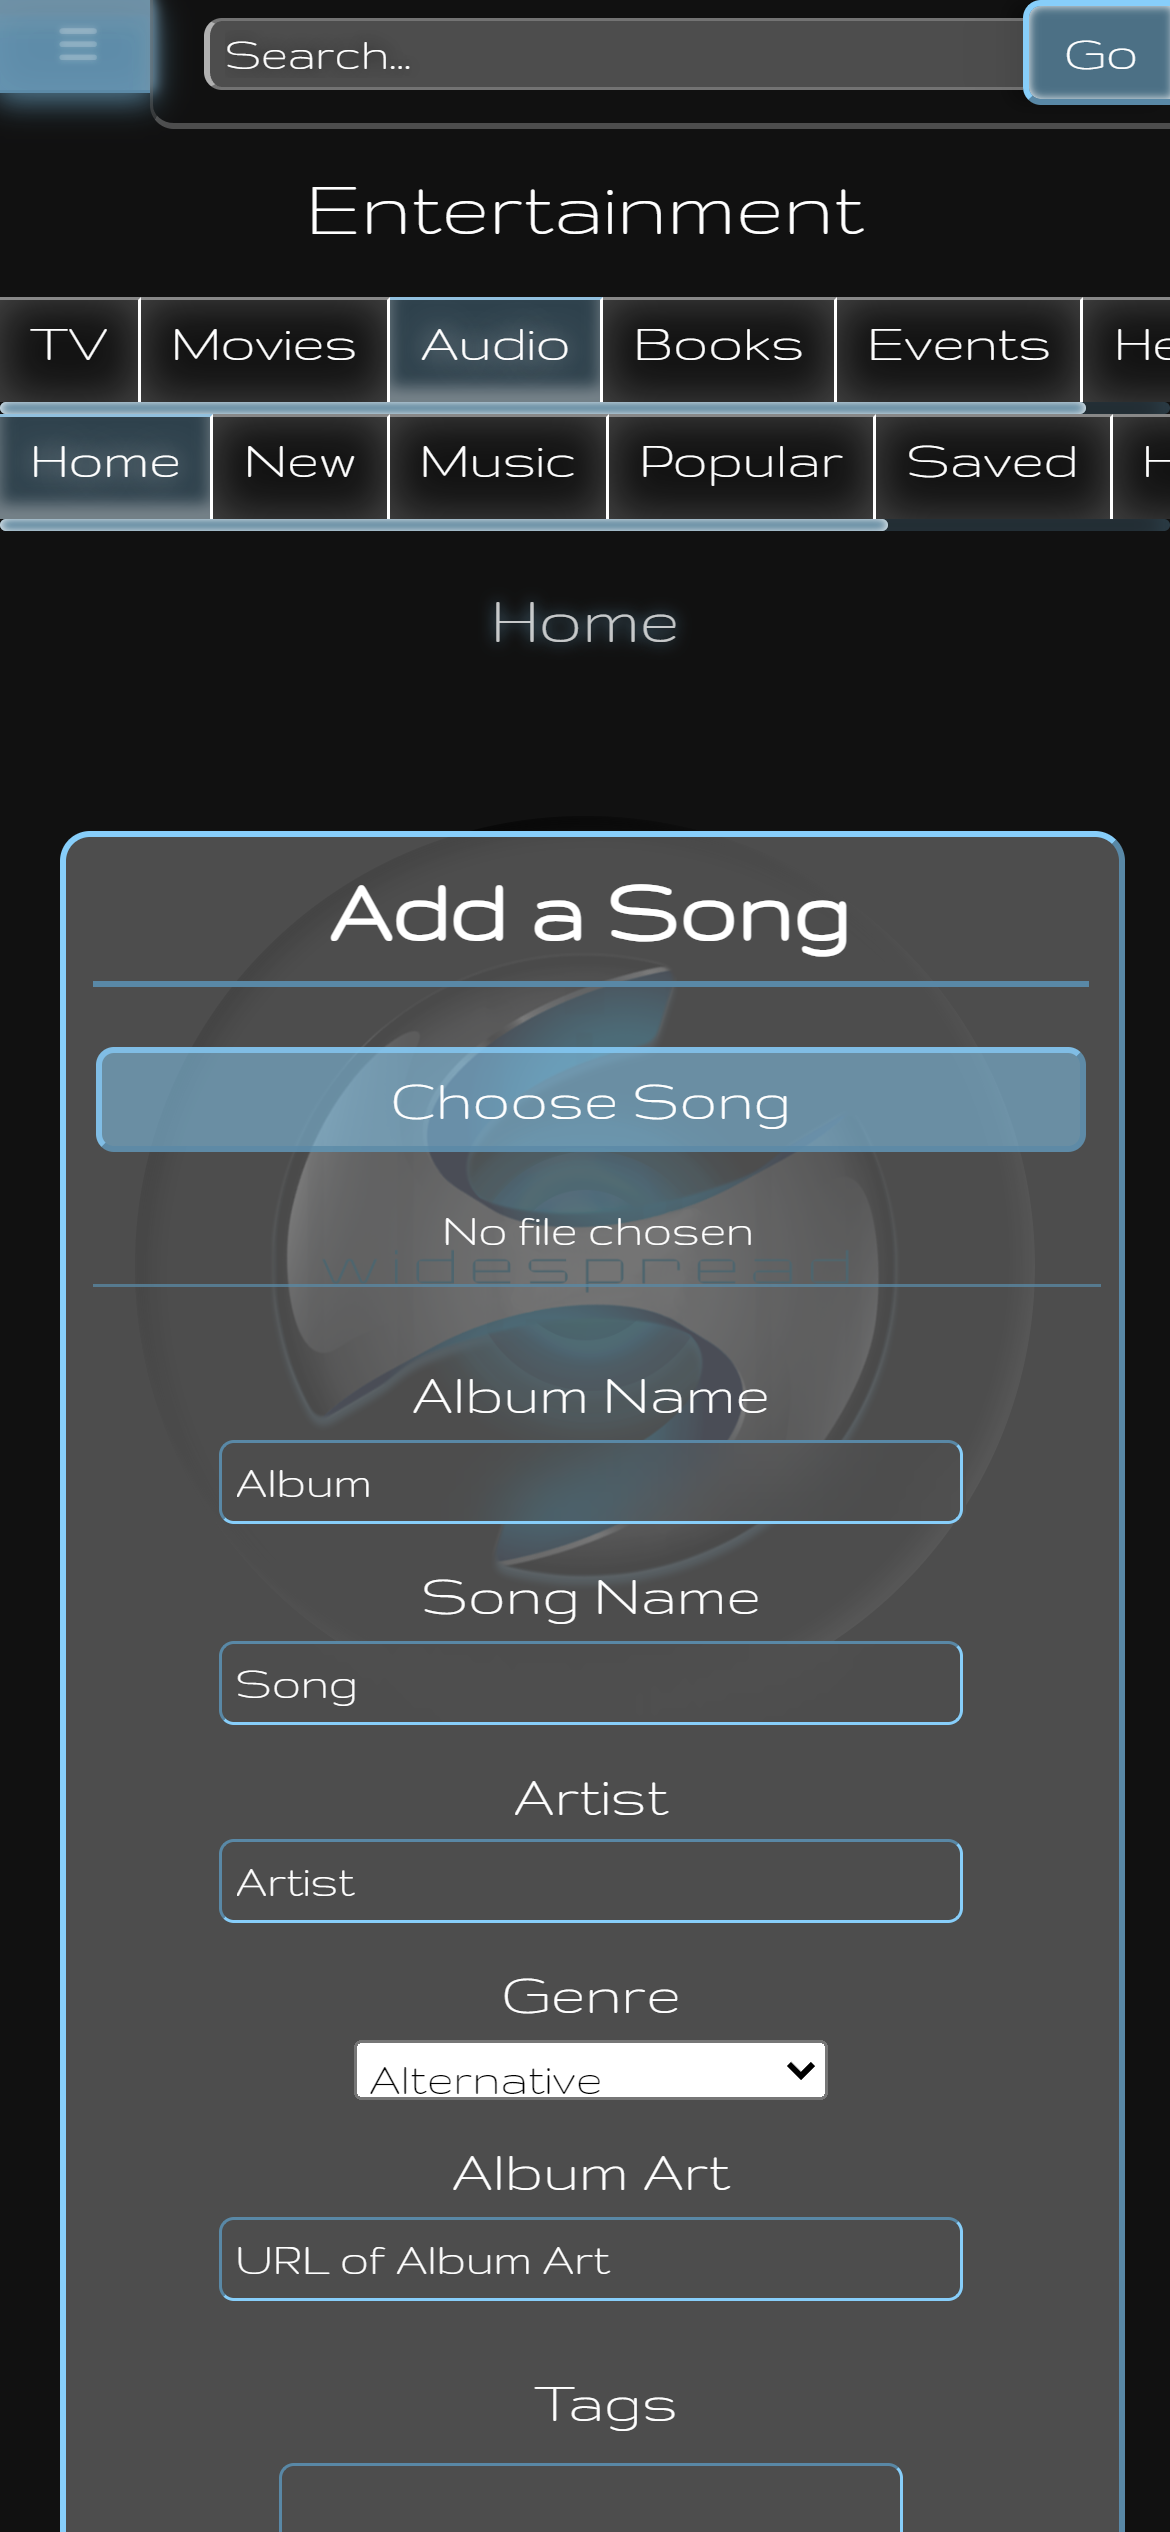 Search...
Go
Entertainment
TV Movies Audio Books Events He
Home New Music Popular Saved H
Home
Add a Song
Choose Song
No file chosen
widespread
Album Name
Album
Song Name
Song
Artist
Artist
Genre
Alternative
Album Art
URL of Album Art
Tags